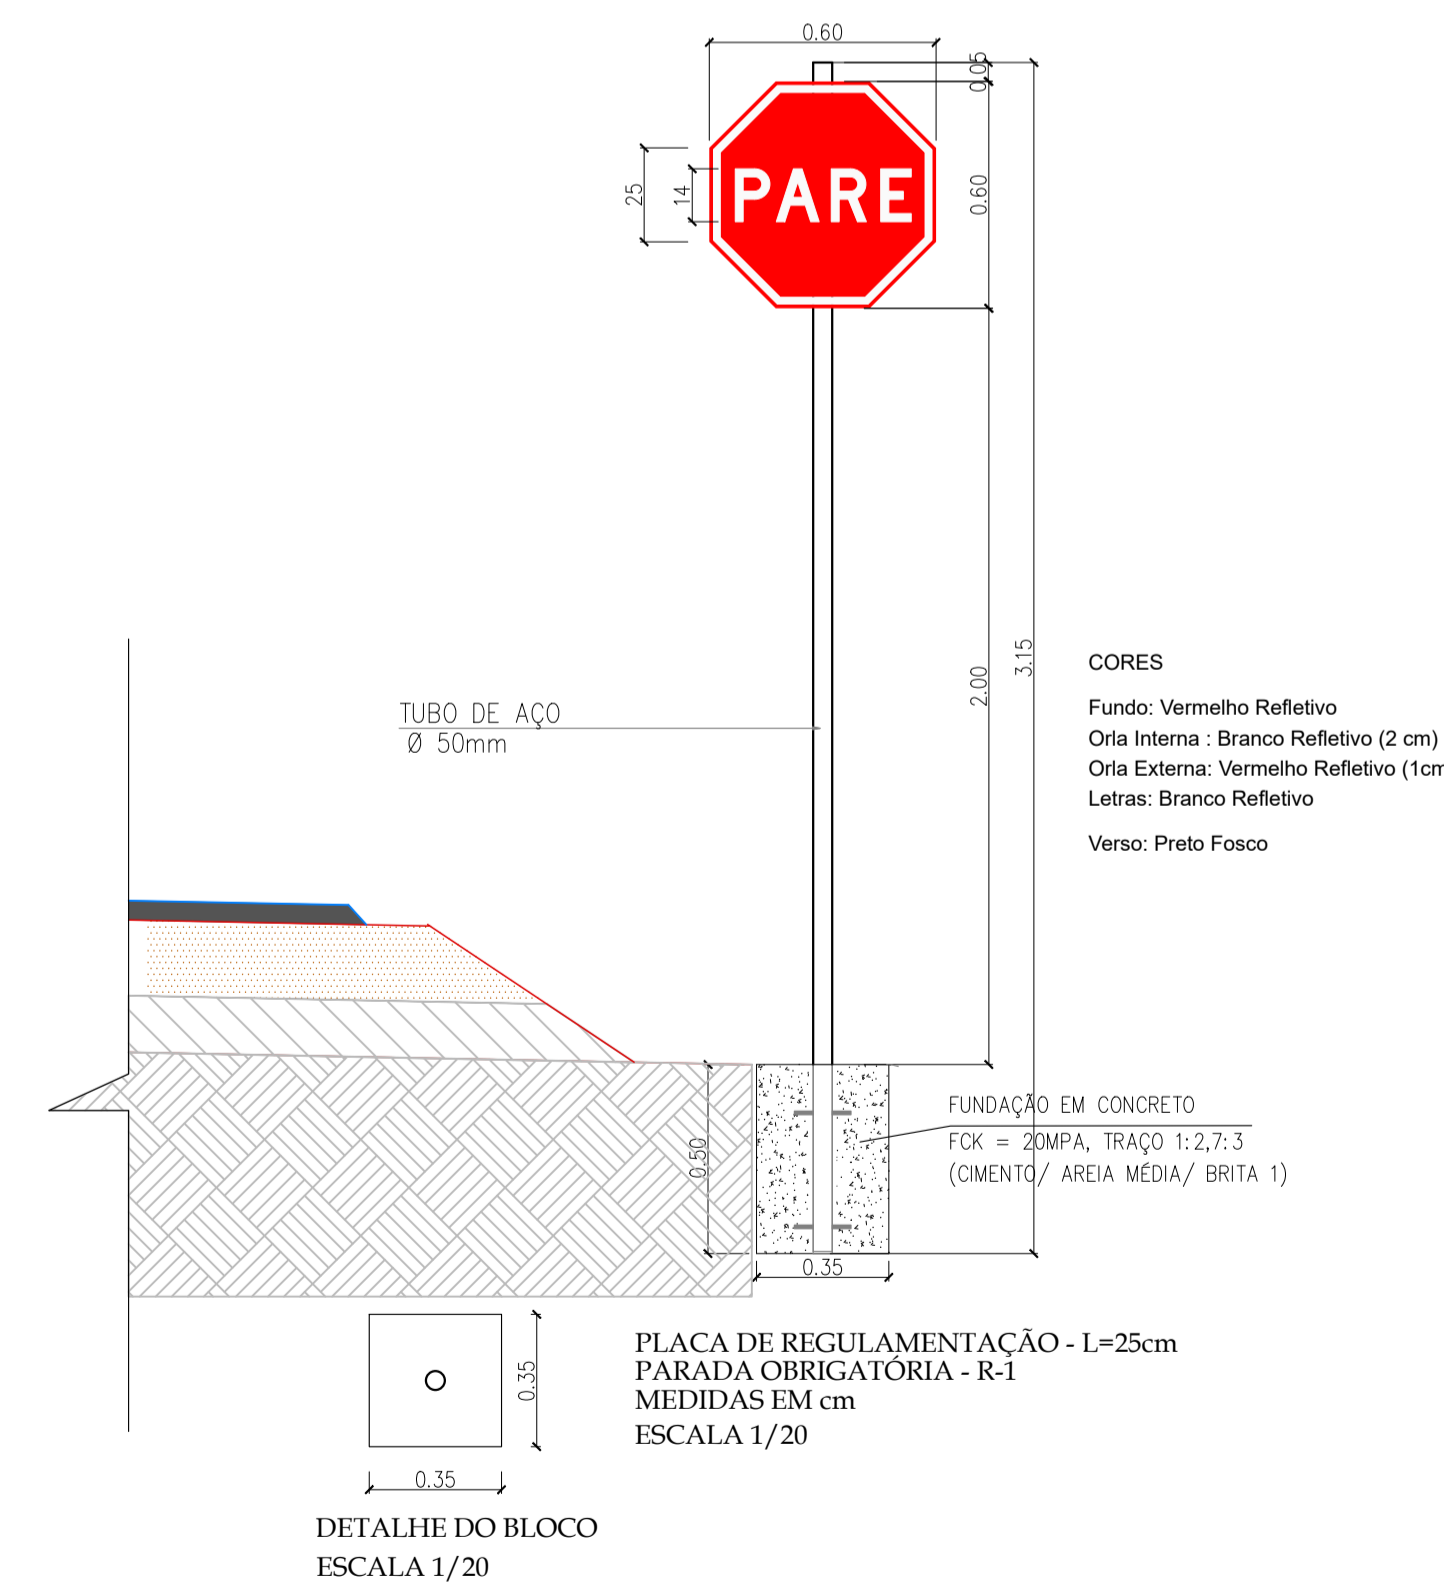 0.60
0.05
PARE
25
14
0.60
2.00
3.15
TUBO DE AÇO
Ø 50mm
CORES
Fundo: Vermelho Refletivo
Orla Interna : Branco Refletivo (2 cm)
Orla Externa: Vermelho Refletivo (1cm
Letras: Branco Refletivo
Verso: Preto Fosco
0.50
FUNDAÇÃO EM CONCRETO
FCK = 20MPA, TRAÇO 1:2,7:3
(CIMENTO/ AREIA MÉDIA/ BRITA 1)
0.35
PLACA DE REGULAMENTAÇÃO - L=25cm
PARADA OBRIGATÓRIA - R-1
MEDIDAS EM cm
ESCALA 1/20
0.35
0.35
DETALHE DO BLOCO
ESCALA 1/20